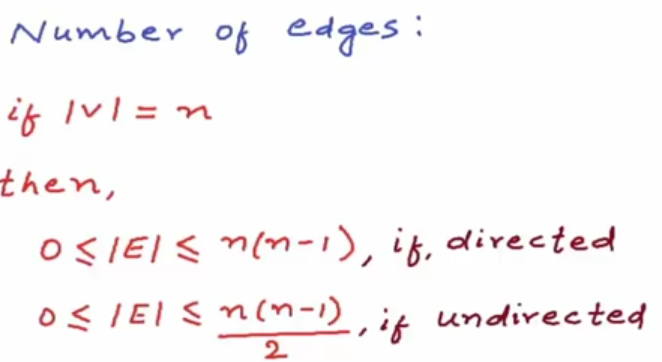 Number of edges:
if |V| = n
then,
0 ≤ |E| ≤ n(n-1), if, directed
0 ≤ |E| ≤ n(n-1)/2, if undirected